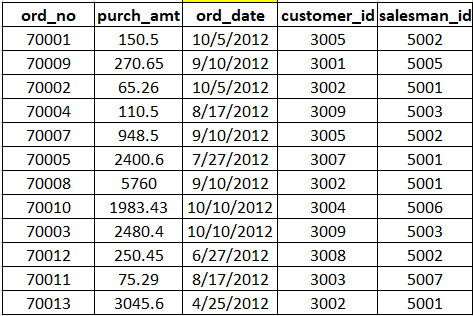 ord_no purch_amt ord_date customer_id salesman_id
70001 150.5 10/5/2012 3005 5002
70009 270.65 9/10/2012 3001 5005
70002 65.26 10/5/2012 3002 5001
70004 110.5 8/17/2012 3009 5003
70007 948.5 9/10/2012 3005 5002
70005 2400.6 7/27/2012 3007 5001
70008 5760 9/10/2012 3002 5001
70010 1983.43 10/10/2012 3004 5006
70003 2480.4 10/10/2012 3009 5003
70012 250.45 6/27/2012 3008 5002
70011 75.29 8/17/2012 3003 5007
70013 3045.6 4/25/2012 3002 5001